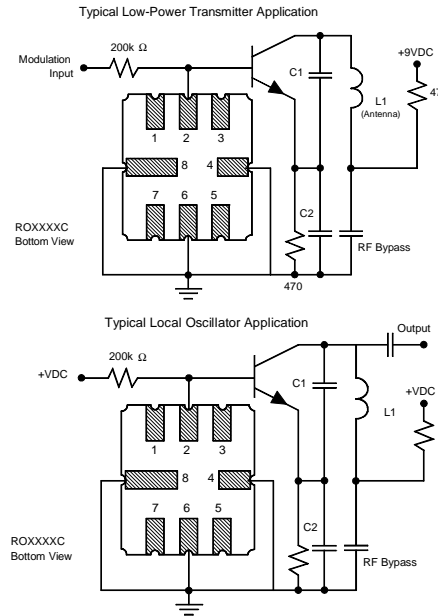 Typical Low-Power Transmitter Application
200k Ω
Modulation
Input
C1
+9VDC
47
L1
(Antenna)
1 2 3
8 4
7 6 5
C2
ROXXXXC
Bottom View
RF Bypass
470
Typical Local Oscillator Application
Output
200k Ω
+VDC
C1
+VDC
L1
1 2 3
8 4
7 6 5
C2
ROXXXXC
Bottom View
RF Bypass